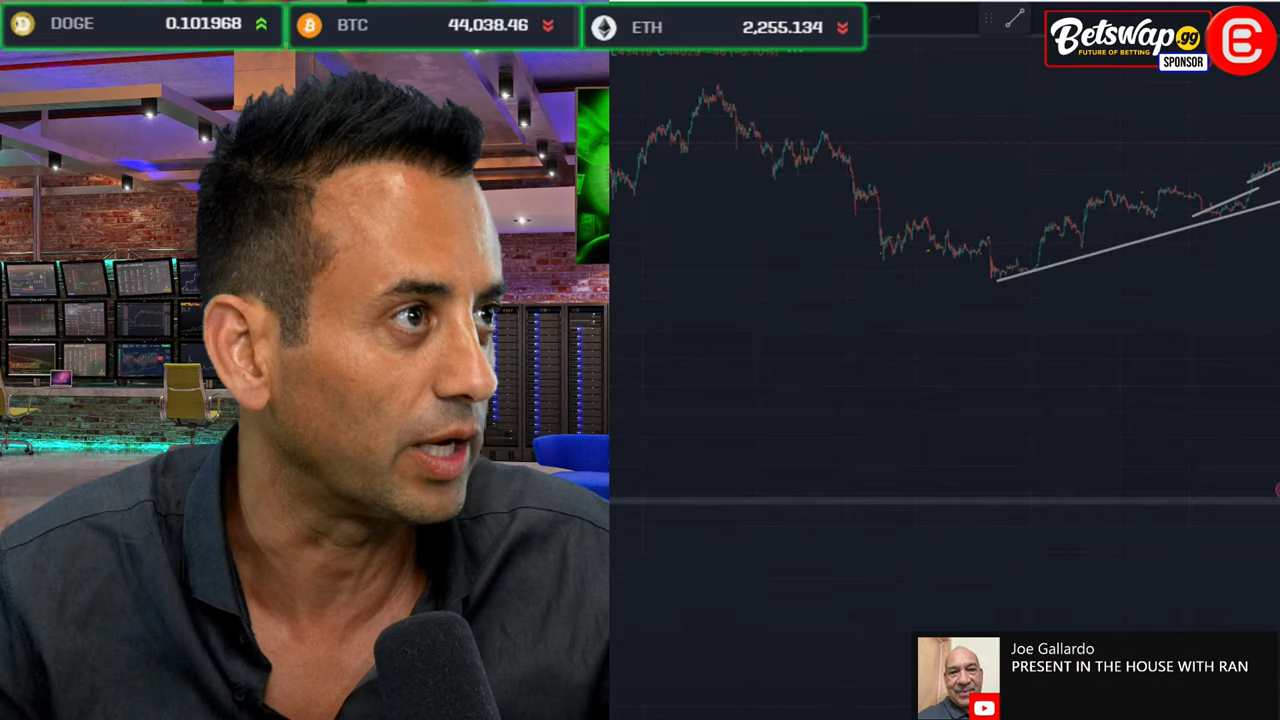 DOGE 0.101968
BTC 44,038.46
ETH 2,255.134
Betswap.gg
FUTURE OF BETTING
SPONSOR
Joe Gallardo
PRESENT IN THE HOUSE WITH RAN